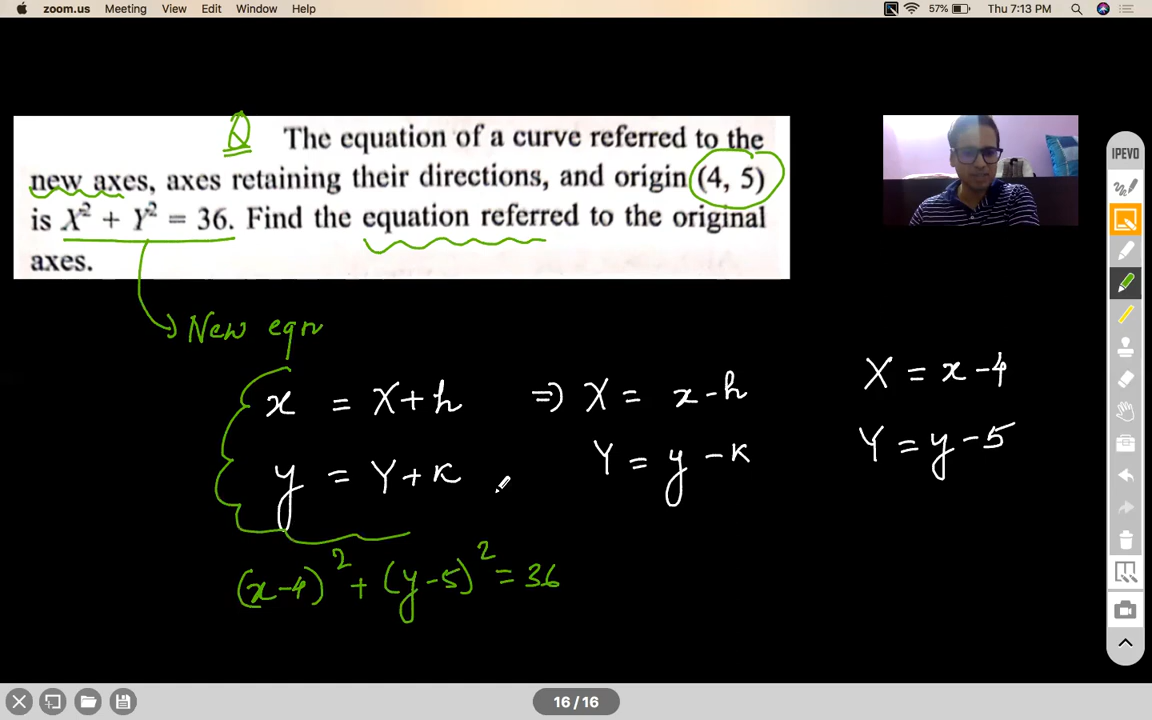 zoom.us Meeting View Edit Window Help 57% Thu 7:13 PM
Q The equation of a curve referred to the
new axes, axes retaining their directions, and origin (4, 5)
is X² + Y² = 36. Find the equation referred to the original
axes.
IPEVO
New eqn
x = X+h ⇒ X = x-h X = x-4
y = Y+k, Y = y-k Y = y-5
(x-4)² + (y-5)² = 36
16 / 16